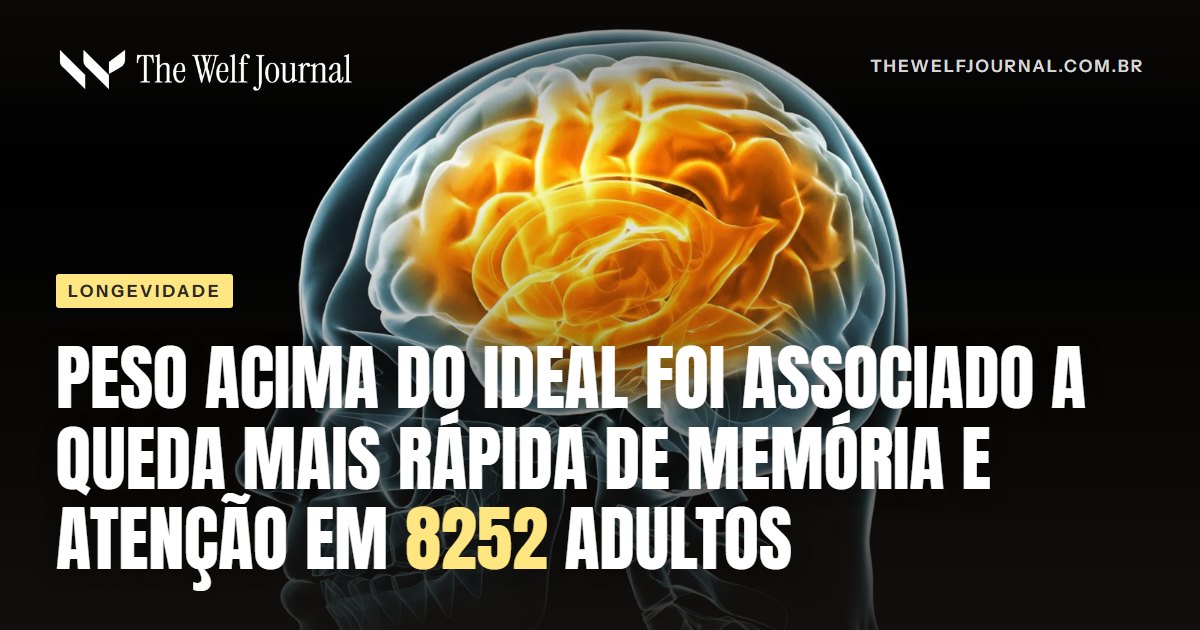 The Welf Journal
THEWELFJOURNAL.COM.BR
LONGEVIDADE
PESO ACIMA DO IDEAL FOI ASSOCIADO A
QUEDA MAIS RÁPIDA DE MEMÓRIA E
ATENÇÃO EM 8252 ADULTOS